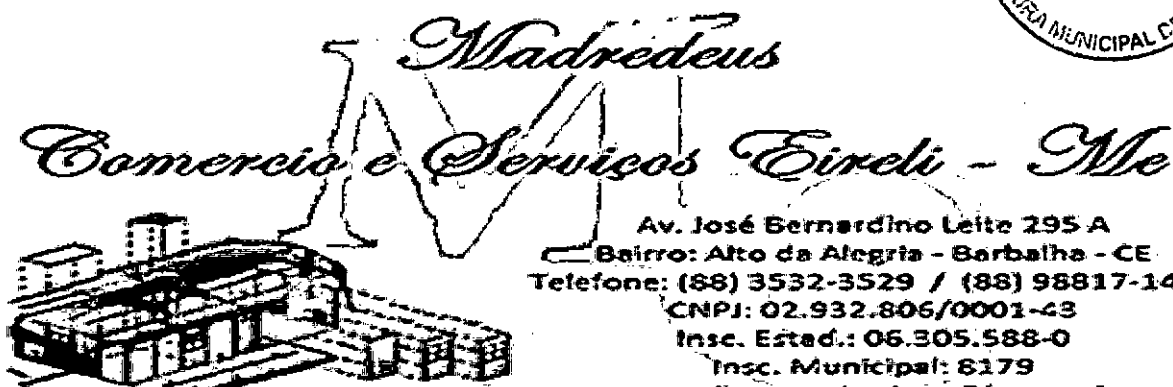 MUNICIPAL
Madredeus
Comercio e Serviços Eireli - Me
M
Av. José Bernardino Leite 295 A
Bairro: Alto da Alegria - Barbalha - CE
Telefone: (88) 3532-3529 / (88) 98817-14
CNPJ: 02.932.806/0001-43
Insc. Estad.: 06.305.588-0
Insc. Municipal: 8179